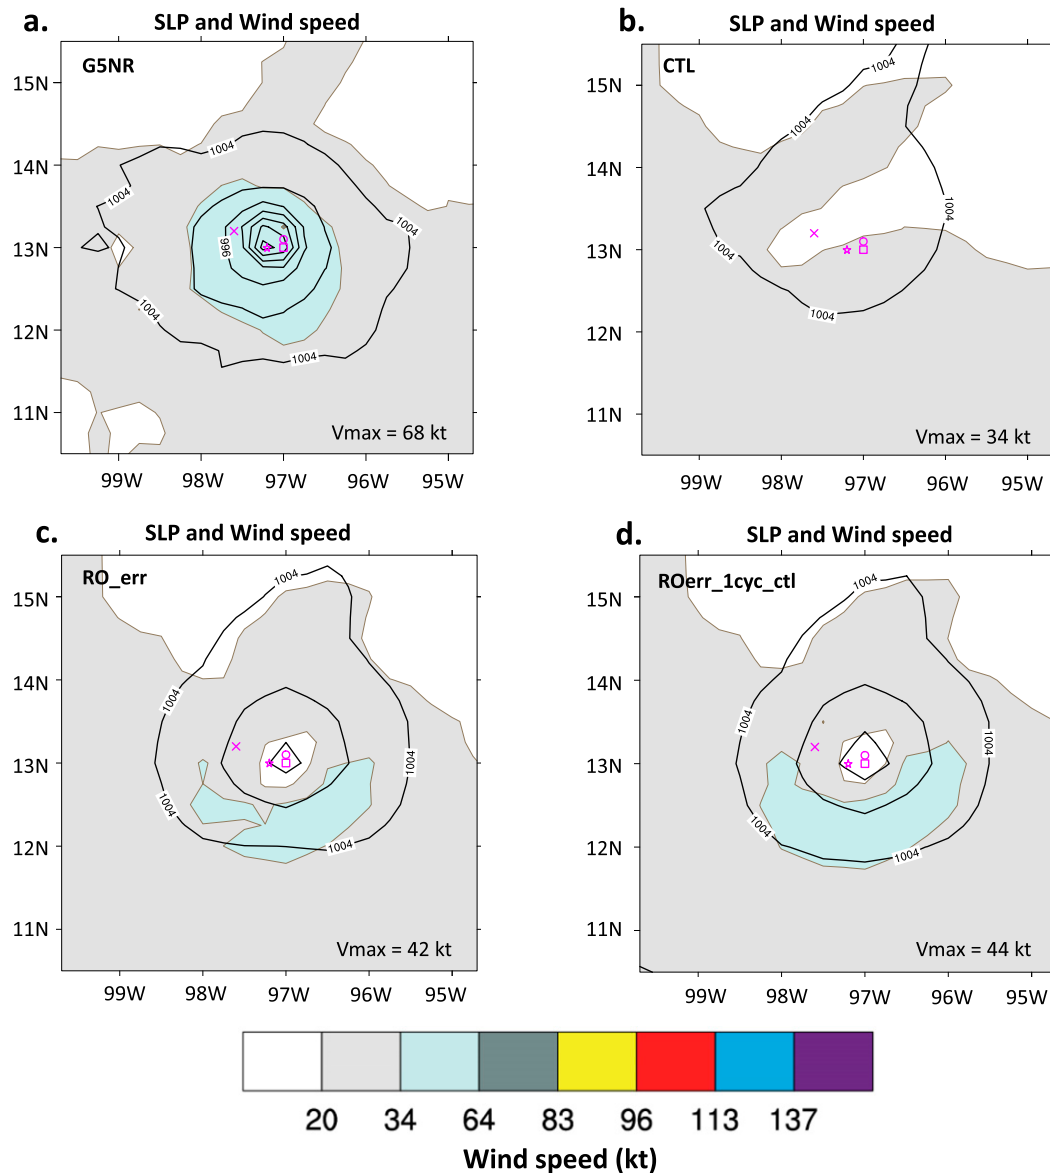 a.
SLP and Wind speed
G5NR
15N
14N
13N
12N
11N
1004
1004
1004
1004
1004
996
Vmax = 68 kt
99W 98W 97W 96W 95W
b.
SLP and Wind speed
CTL
15N
14N
13N
12N
11N
1004
1004
1004
1004
1004
Vmax = 34 kt
99W 98W 97W 96W 95W
c.
SLP and Wind speed
RO_err
15N
14N
13N
12N
11N
1004
1004
1004
1004
1004
Vmax = 42 kt
99W 98W 97W 96W 95W
d.
SLP and Wind speed
ROerr_1cyc_ctl
15N
14N
13N
12N
11N
1004
1004
1004
1004
1004
Vmax = 44 kt
99W 98W 97W 96W 95W
20 34 64 83 96 113 137
Wind speed (kt)